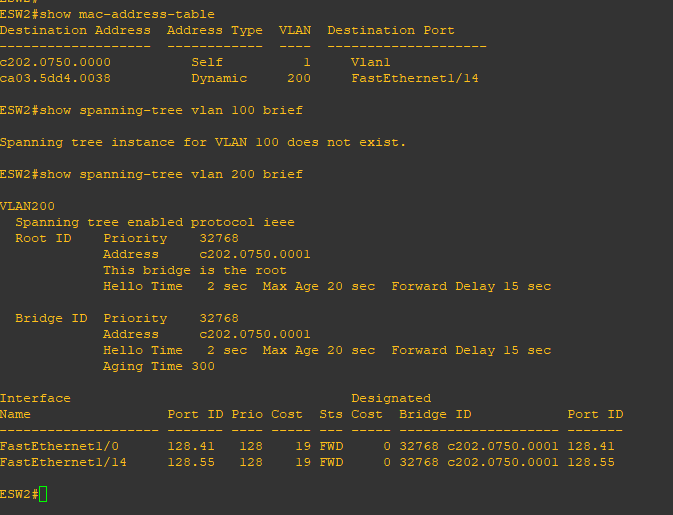 ESW2#
ESW2#show mac-address-table
Destination Address  Address Type  VLAN  Destination Port
-------------------  ------------  ----  --------------------
c202.0750.0000          Self          1     Vlan1
ca03.5dd4.0038          Dynamic     200     FastEthernet1/14

ESW2#show spanning-tree vlan 100 brief

Spanning tree instance for VLAN 100 does not exist.

ESW2#show spanning-tree vlan 200 brief

VLAN200
  Spanning tree enabled protocol ieee
  Root ID    Priority    32768
             Address     c202.0750.0001
             This bridge is the root
             Hello Time   2 sec  Max Age 20 sec  Forward Delay 15 sec

  Bridge ID  Priority    32768
             Address     c202.0750.0001
             Hello Time   2 sec  Max Age 20 sec  Forward Delay 15 sec
             Aging Time 300

Interface                                   Designated
Name                 Port ID Prio Cost  Sts Cost  Bridge ID            Port ID
-------------------- ------- ---- ----- --- ----- -------------------- -------
FastEthernet1/0      128.41   128    19 FWD     0 32768 c202.0750.0001 128.41
FastEthernet1/14     128.55   128    19 FWD     0 32768 c202.0750.0001 128.55

ESW2#